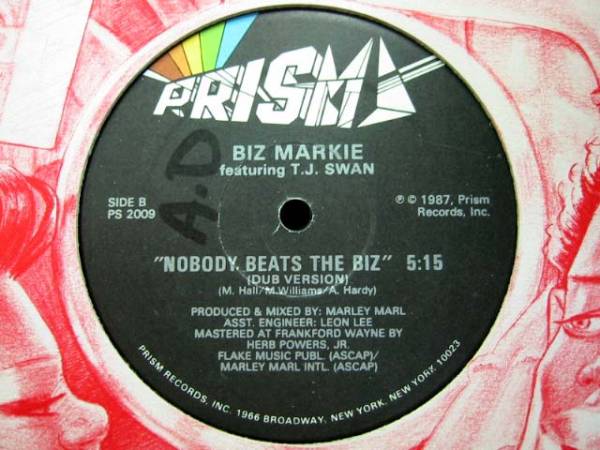 PRISM
BIZ MARKIE
featuring T.J. SWAN
A.D
SIDE B
PS 2009
℗ © 1987, Prism
Records, Inc.
"NOBODY BEATS THE BIZ" 5:15
(DUB VERSION)
(M. Hall/M.Williams/A. Hardy)
PRODUCED & MIXED BY: MARLEY MARL
ASST. ENGINEER: LEON LEE
MASTERED AT FRANKFORD WAYNE BY
HERB POWERS, JR.
FLAKE MUSIC PUBL. (ASCAP)/
MARLEY MARL INTL. (ASCAP)
PRISM RECORDS, INC. 1966 BROADWAY, NEW YORK, NEW YORK, 10023